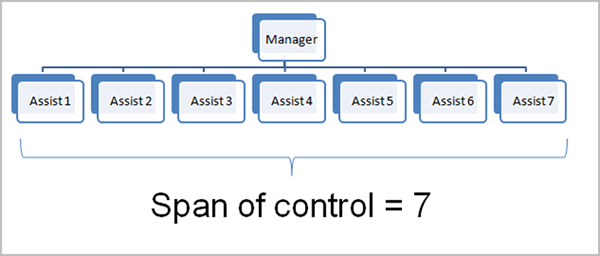 Manager
Assist 1 Assist 2 Assist 3 Assist 4 Assist 5 Assist 6 Assist 7
Span of control = 7